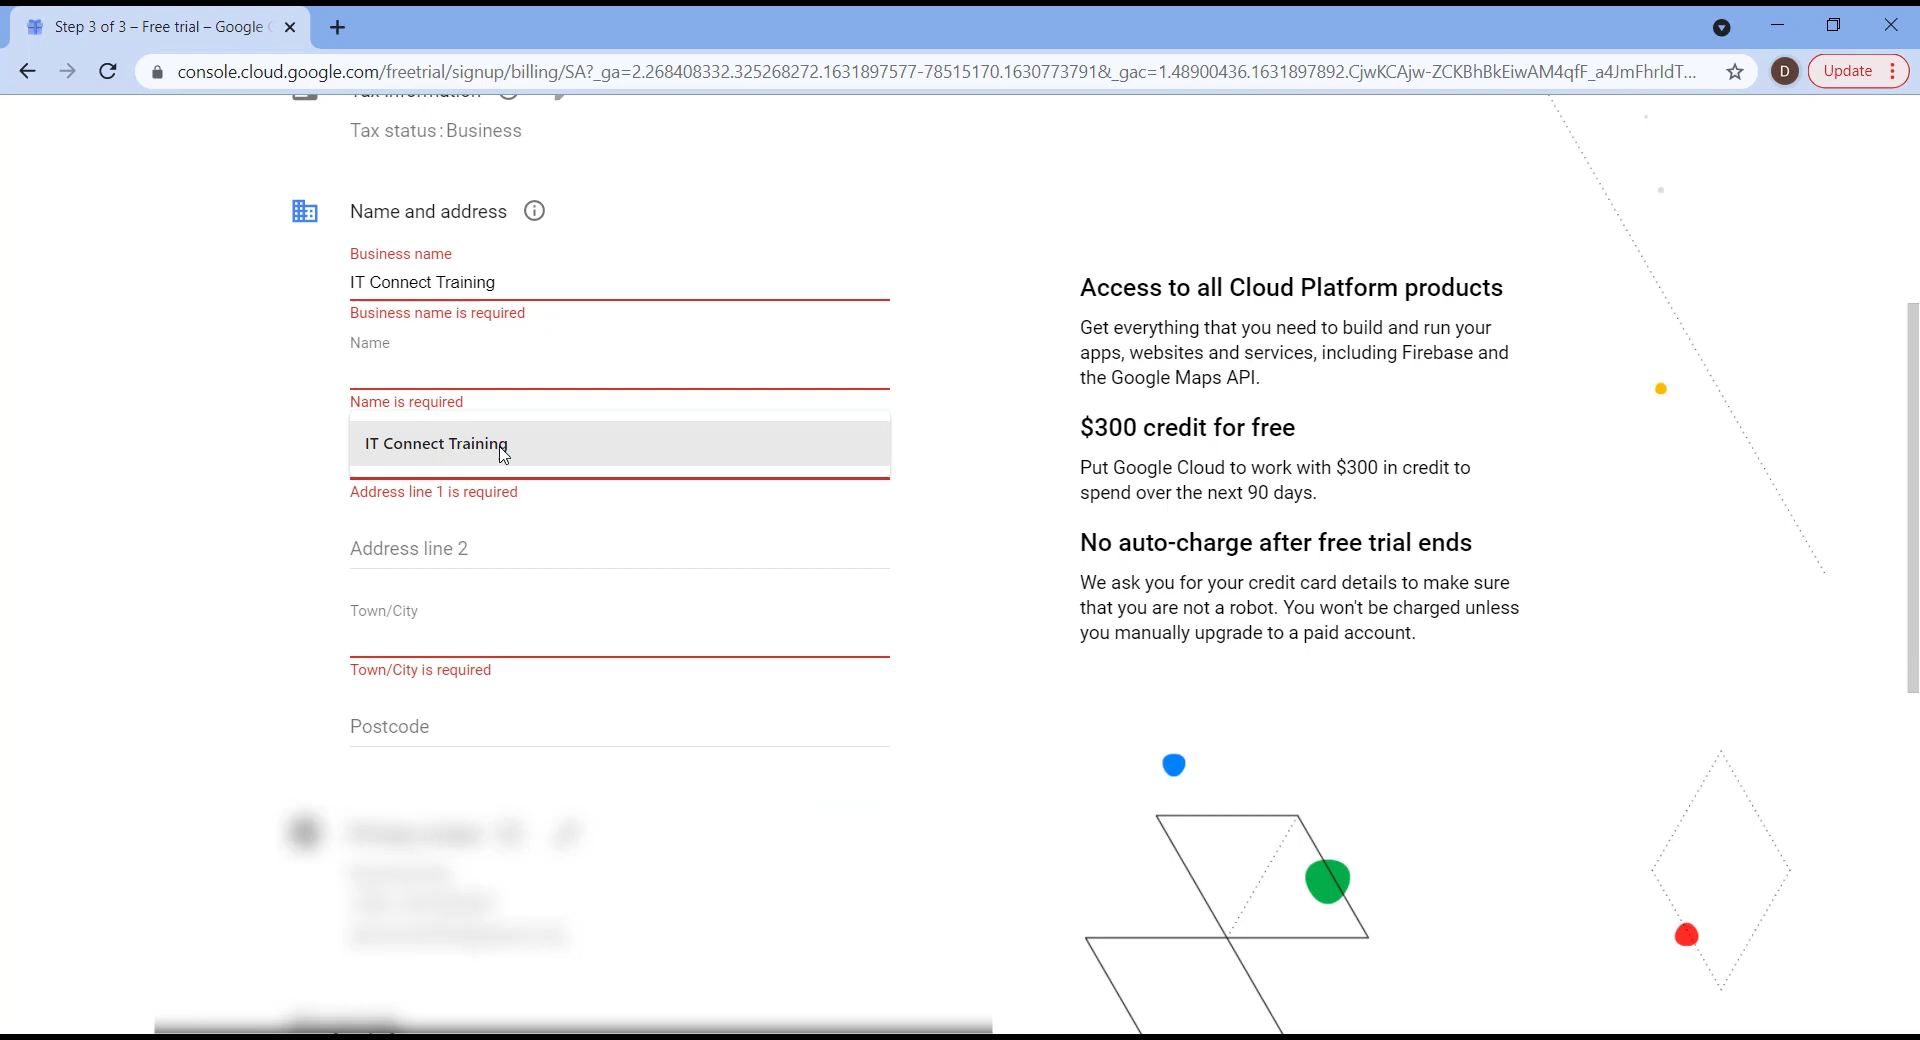 Step 3 of 3 – Free trial – Google
console.cloud.google.com/freetrial/signup/billing/SA?_ga=2.268408332.325268272.1631897577-78515170.1630773791&_gac=1.48900436.1631897892.CjwKCAjw-ZCKBhBkEiwAM4qfF_a4JmFhrIdT...
D
Update
Tax information
Tax status: Business
Name and address
Business name
IT Connect Training
Business name is required
Name
Name is required
IT Connect Training
Address line 1 is required
Address line 2
Town/City
Town/City is required
Postcode
Access to all Cloud Platform products
Get everything that you need to build and run your
apps, websites and services, including Firebase and
the Google Maps API.
$300 credit for free
Put Google Cloud to work with $300 in credit to
spend over the next 90 days.
No auto-charge after free trial ends
We ask you for your credit card details to make sure
that you are not a robot. You won't be charged unless
you manually upgrade to a paid account.